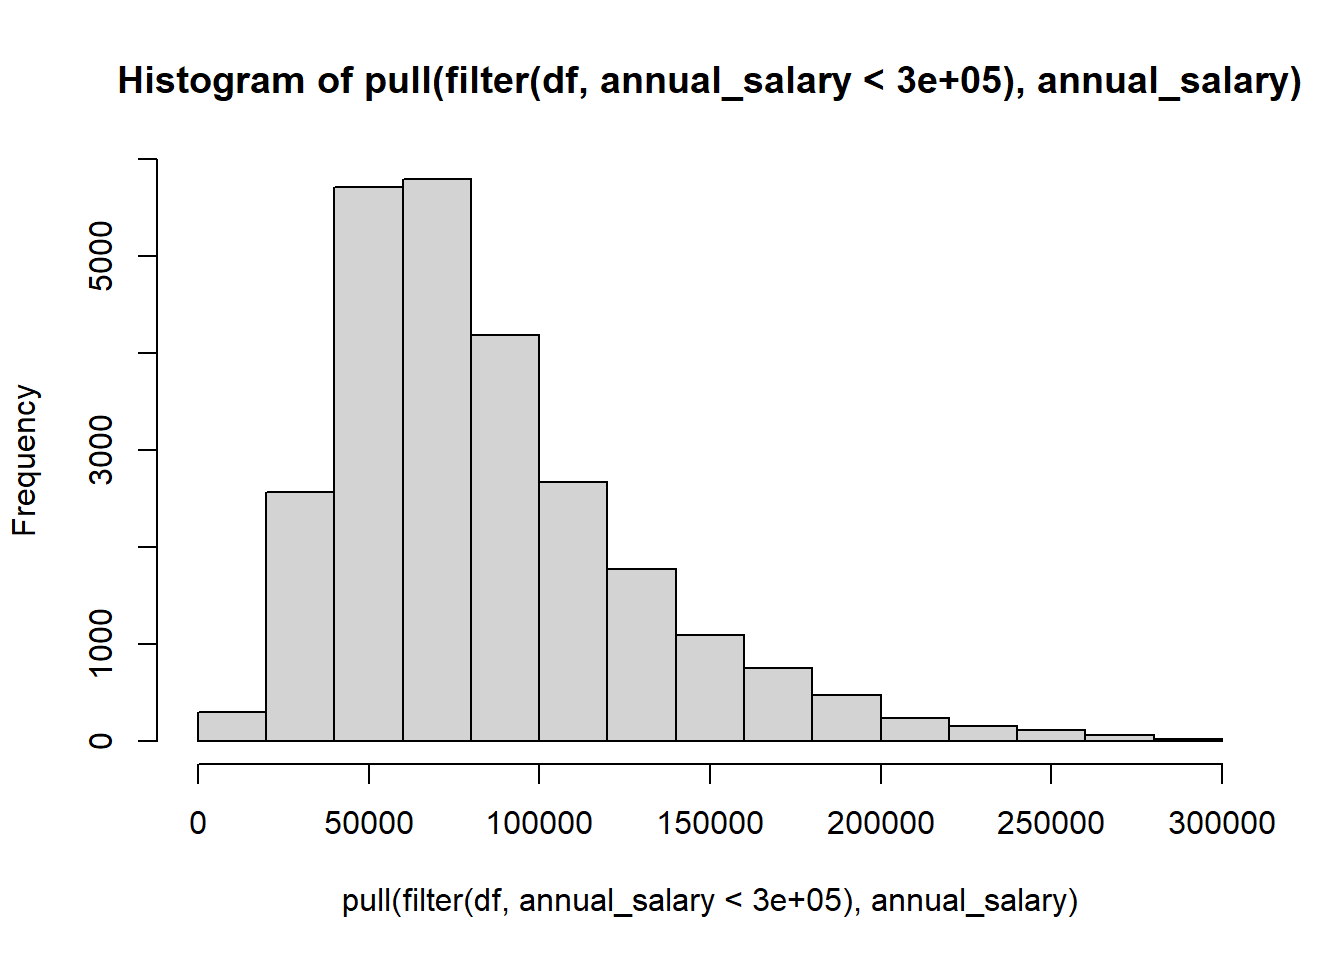 Histogram of pull(filter(df, annual_salary < 3e+05), annual_salary)
Frequency
5000
3000
1000
0
0 50000 100000 150000 200000 250000 300000
pull(filter(df, annual_salary < 3e+05), annual_salary)